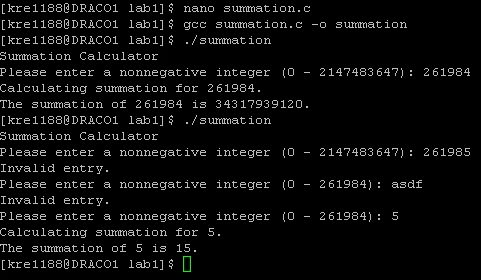 [kre1188@DRACO1 lab1]$ nano summation.c
[kre1188@DRACO1 lab1]$ gcc summation.c -o summation
[kre1188@DRACO1 lab1]$ ./summation
Summation Calculator
Please enter a nonnegative integer (0 - 2147483647): 261984
Calculating summation for 261984.
The summation of 261984 is 34317939120.
[kre1188@DRACO1 lab1]$ ./summation
Summation Calculator
Please enter a nonnegative integer (0 - 2147483647): 261985
Invalid entry.
Please enter a nonnegative integer (0 - 261984): asdf
Invalid entry.
Please enter a nonnegative integer (0 - 261984): 5
Calculating summation for 5.
The summation of 5 is 15.
[kre1188@DRACO1 lab1]$